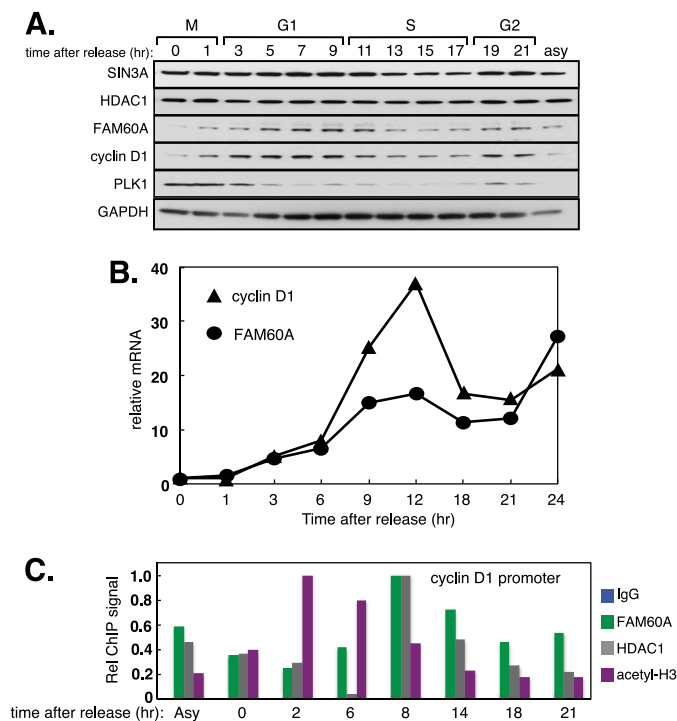 A.
M G1 S G2
time after release (hr): 0 1 3 5 7 9 11 13 15 17 19 21 asy
SIN3A
HDAC1
FAM60A
cyclin D1
PLK1
GAPDH
B.
40
30
20
10
0
relative mRNA
cyclin D1
FAM60A
0 1 3 6 9 12 18 21 24
Time after release (hr)
C.
cyclin D1 promoter
Rel ChIP signal
1.0
0.8
0.6
0.4
0.2
0
IgG
FAM60A
HDAC1
acetyl-H3
time after release (hr): Asy 0 2 6 8 14 18 21